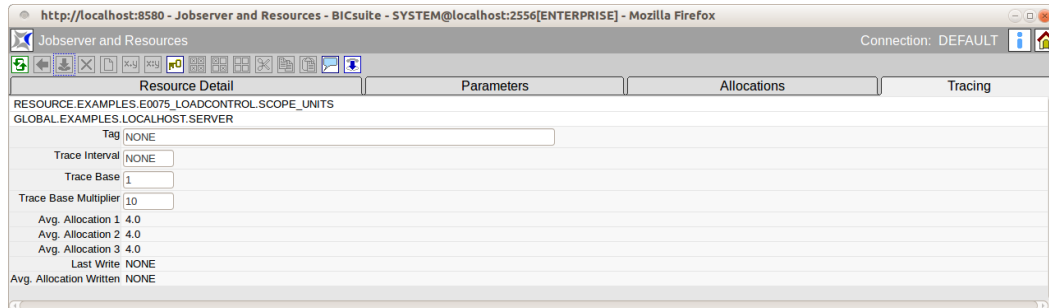 http://localhost:8580 - Jobserver and Resources - BICsuite - SYSTEM@localhost:2556[ENTERPRISE] - Mozilla Firefox
Jobserver and Resources Connection: DEFAULT
Resource Detail Parameters Allocations Tracing
RESOURCE.EXAMPLES.E0075_LOADCONTROL.SCOPE_UNITS
GLOBAL.EXAMPLES.LOCALHOST.SERVER
Tag NONE
Trace Interval NONE
Trace Base 1
Trace Base Multiplier 10
Avg. Allocation 1 4.0
Avg. Allocation 2 4.0
Avg. Allocation 3 4.0
Last Write NONE
Avg. Allocation Written NONE